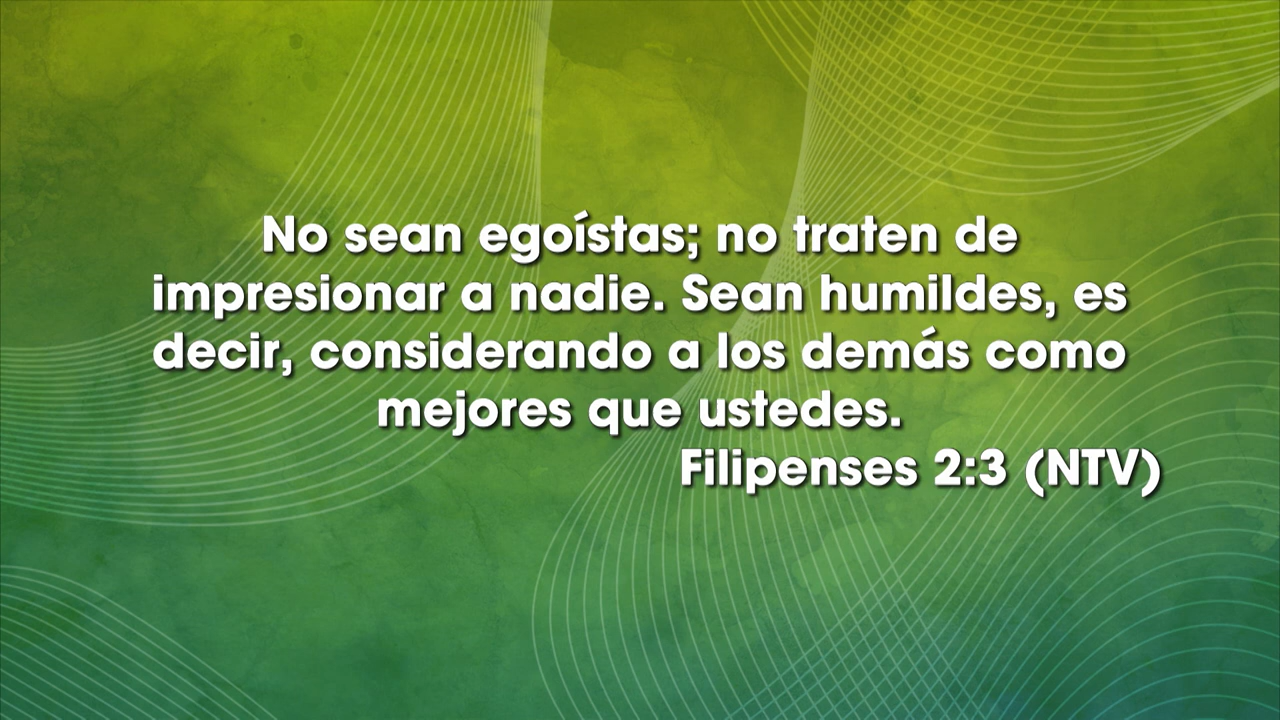 No sean egoístas; no traten de
impresionar a nadie. Sean humildes, es
decir, considerando a los demás como
mejores que ustedes.
Filipenses 2:3 (NTV)